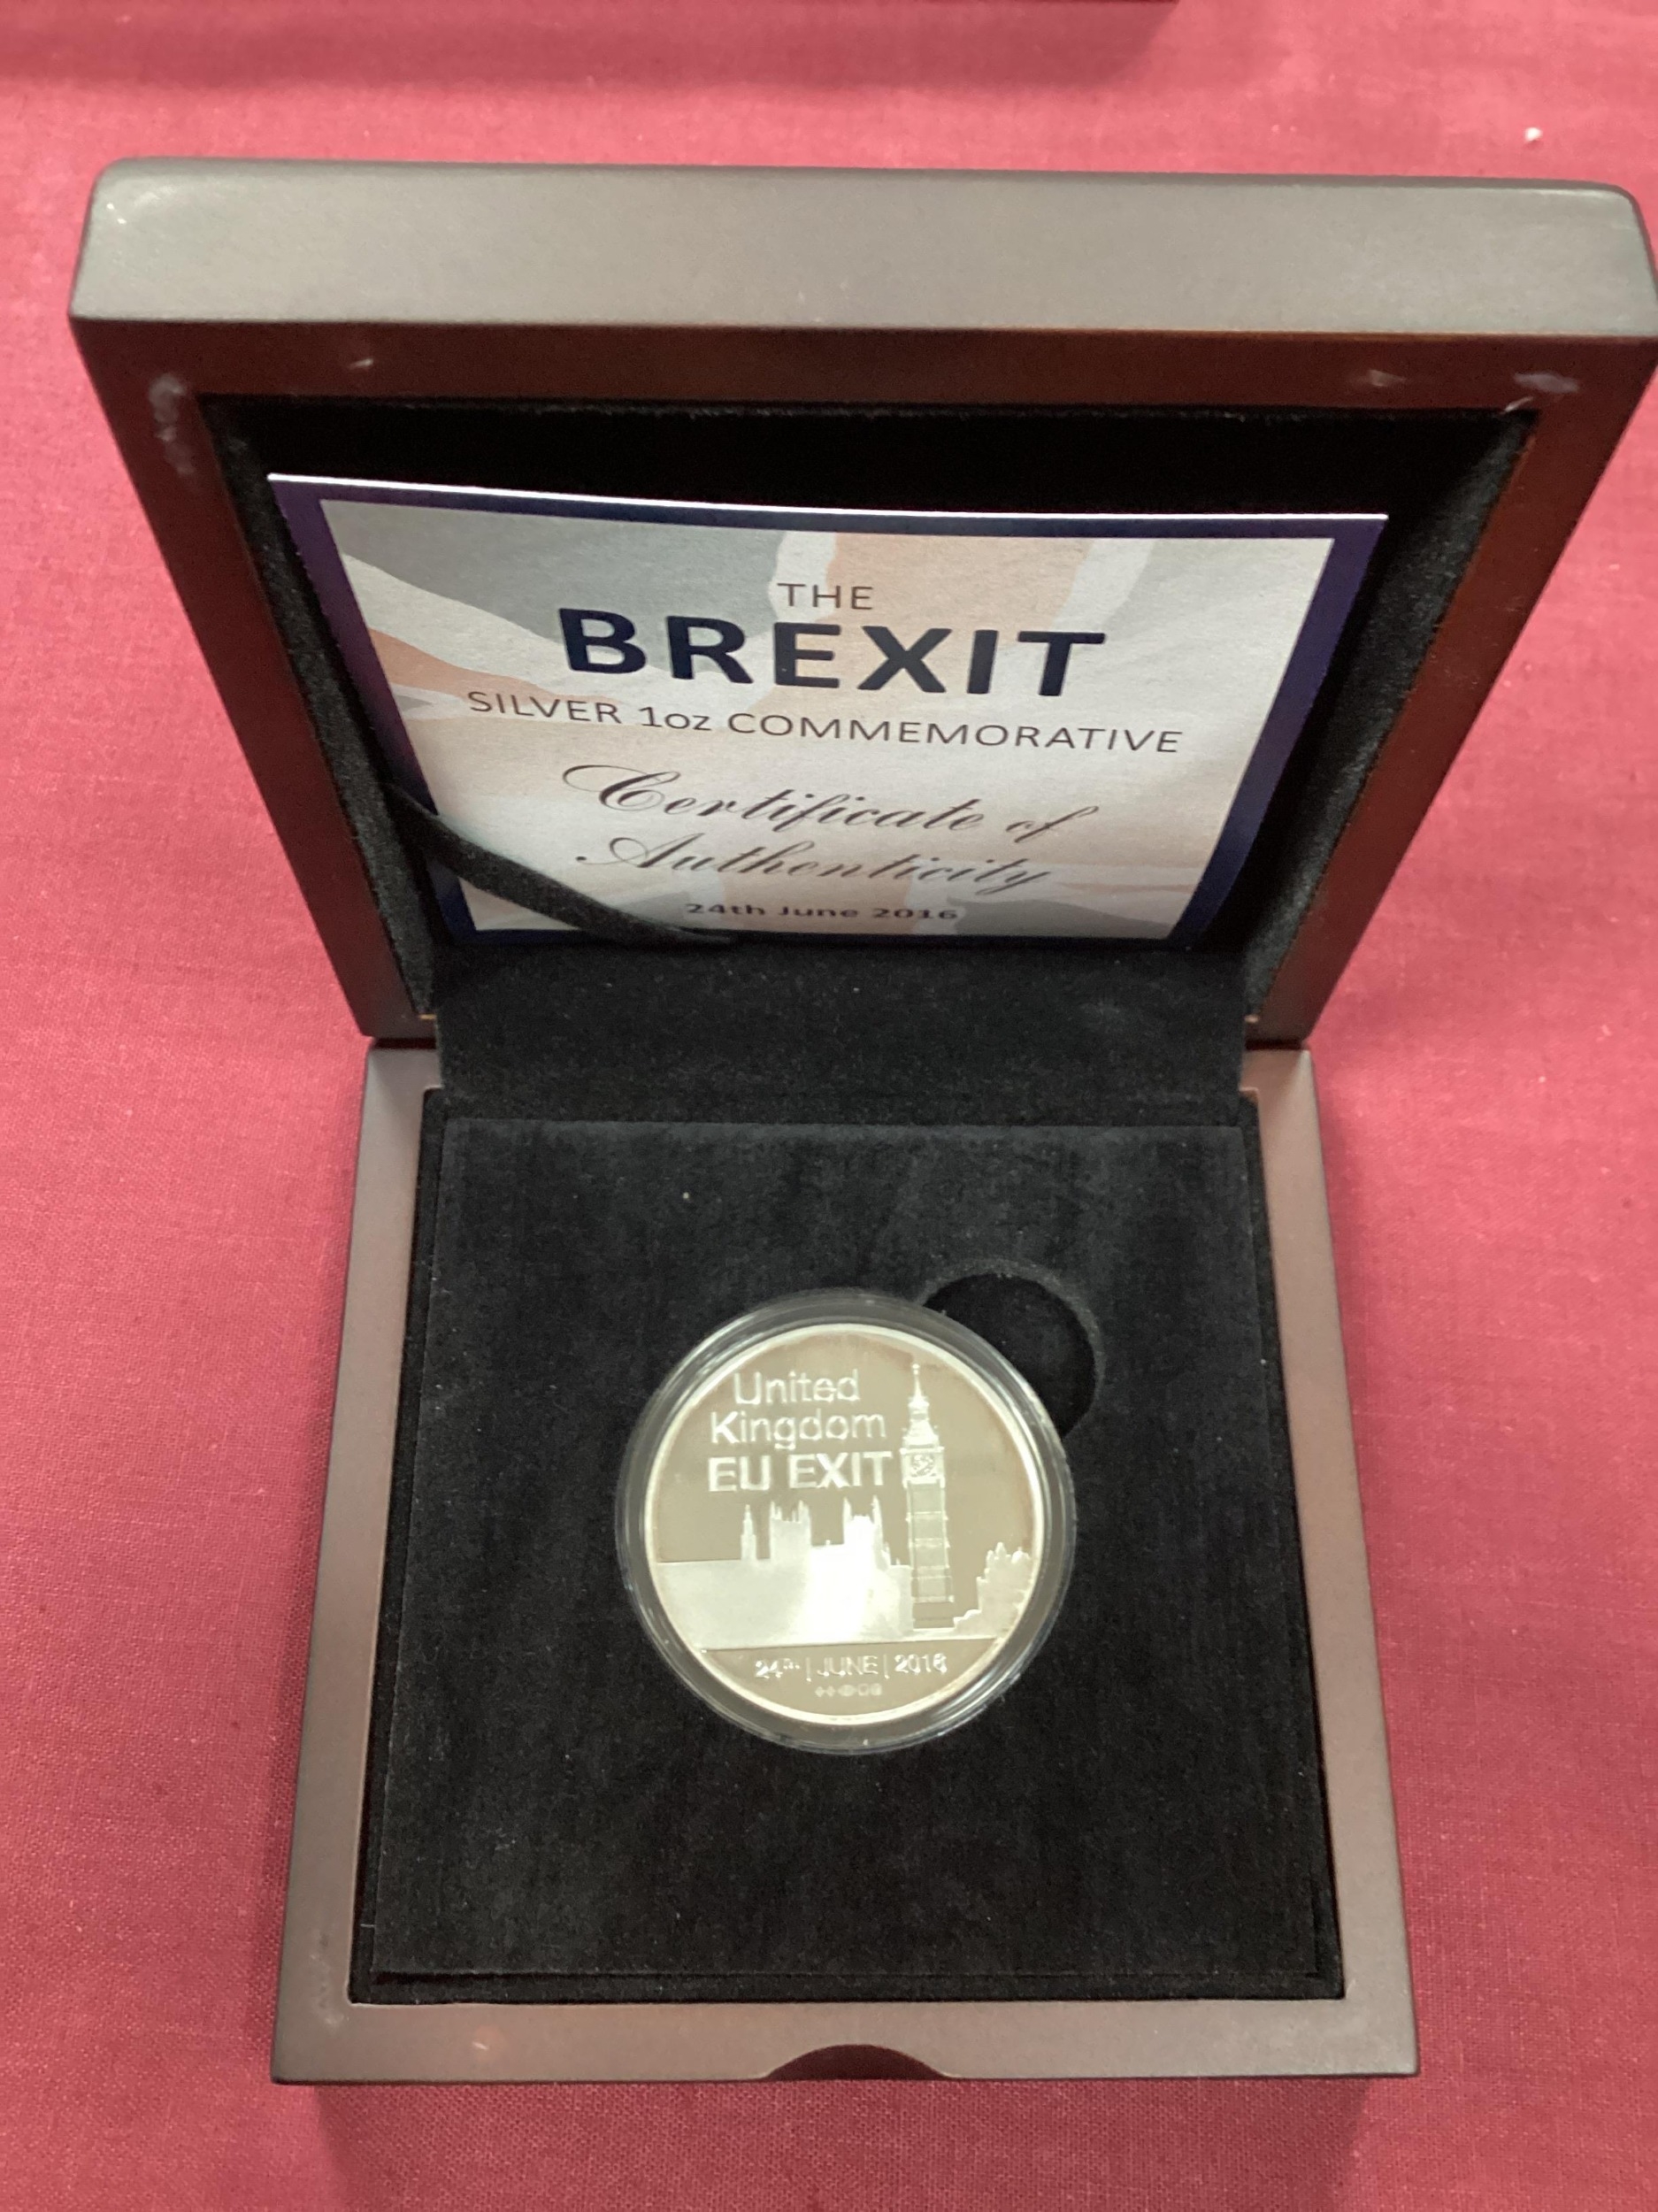 THE
BREXIT
SILVER 1oz COMMEMORATIVE
Certificate of
Authenticity
24th June 2016
United
Kingdom
EU EXIT
24TH | JUNE | 2016